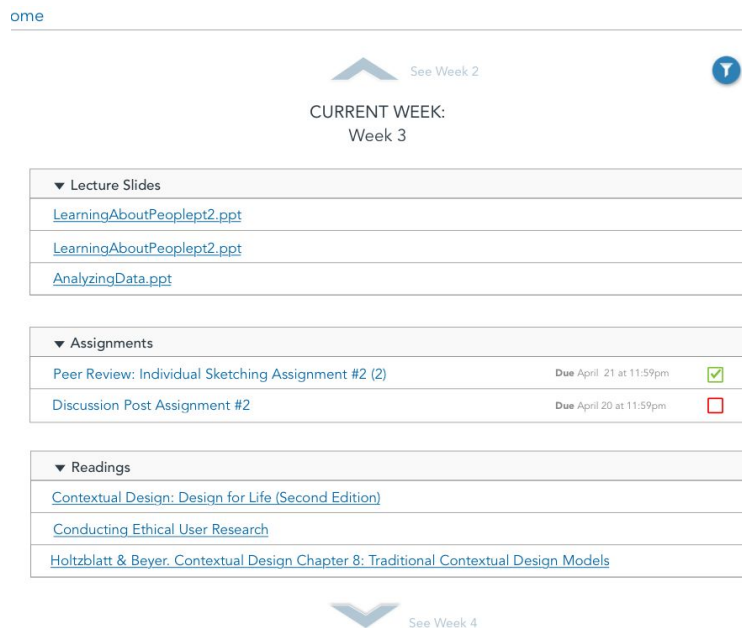 ome
See Week 2
CURRENT WEEK:
Week 3
Lecture Slides
LearningAboutPeoplept2.ppt
LearningAboutPeoplept2.ppt
AnalyzingData.ppt
Assignments
Peer Review: Individual Sketching Assignment #2 (2) Due April 21 at 11:59pm
Discussion Post Assignment #2 Due April 20 at 11:59pm
Readings
Contextual Design: Design for Life (Second Edition)
Conducting Ethical User Research
Holtzblatt & Beyer. Contextual Design Chapter 8: Traditional Contextual Design Models
See Week 4